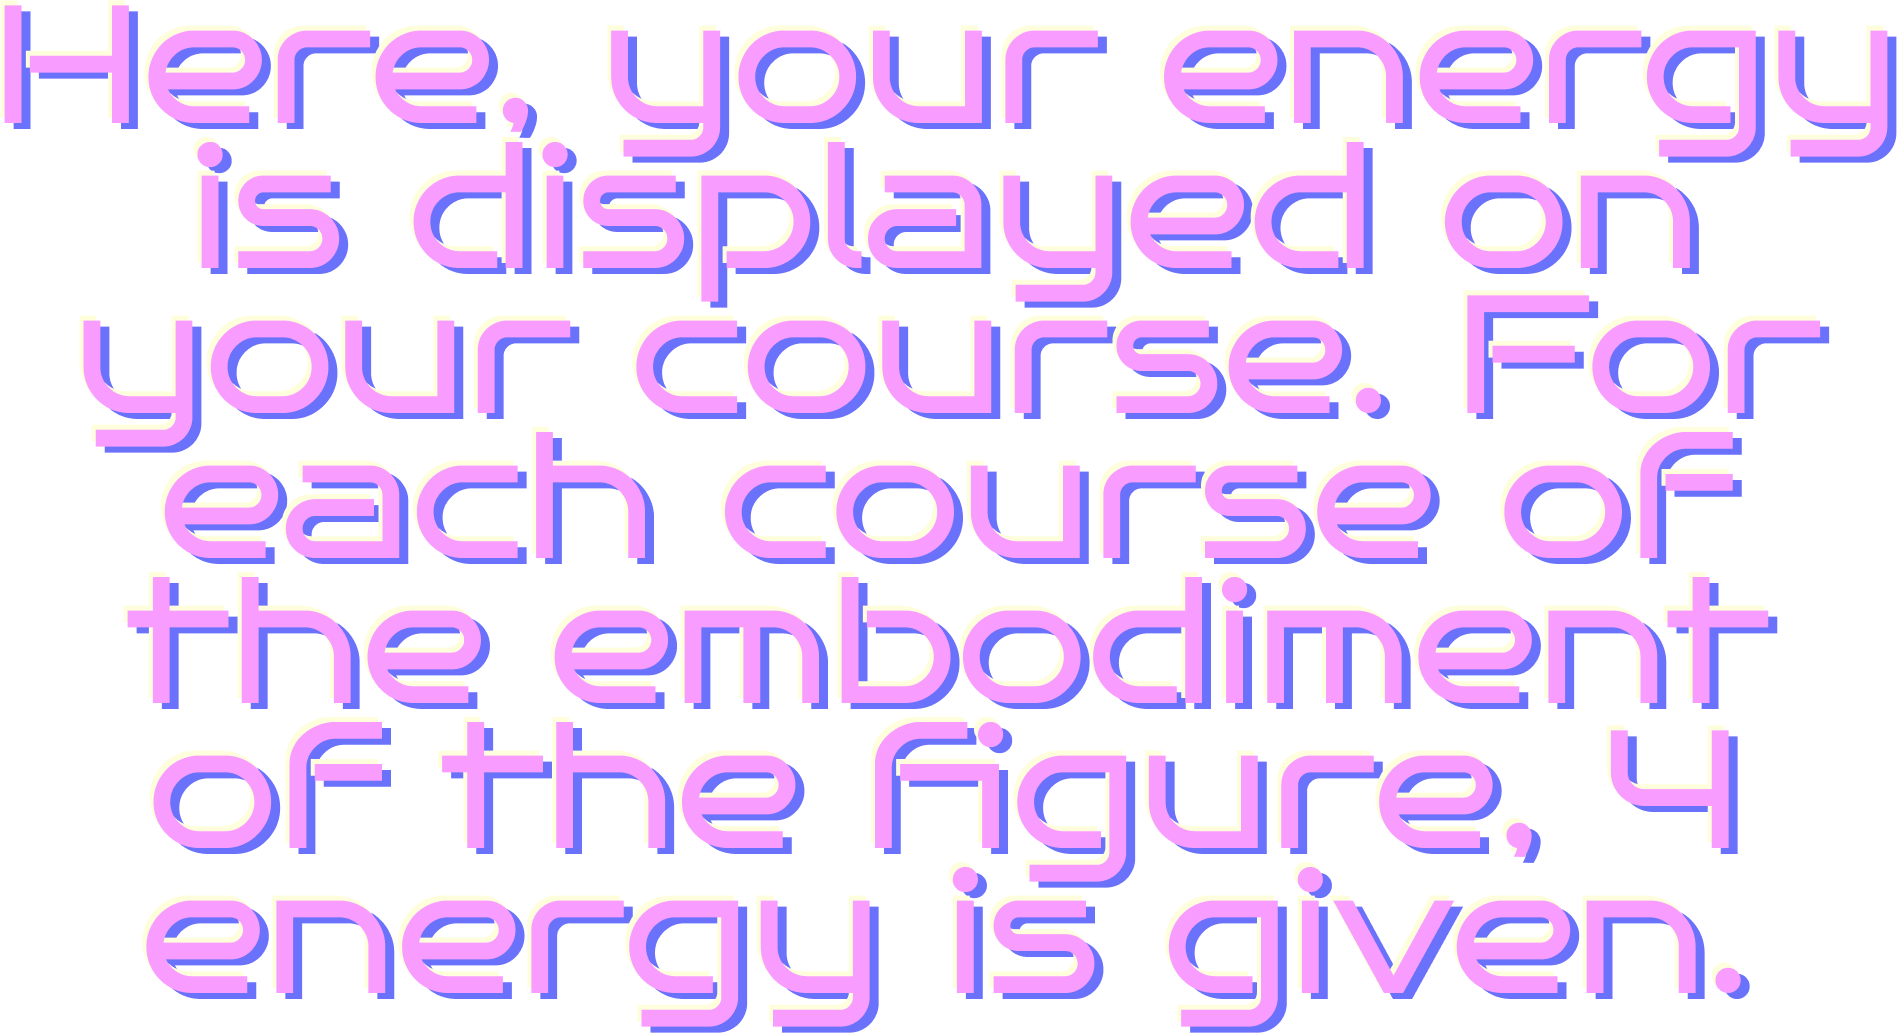 Here, your energy
is displayed on
your course. For
each course of
the embodiment
of the figure, 4
energy is given.